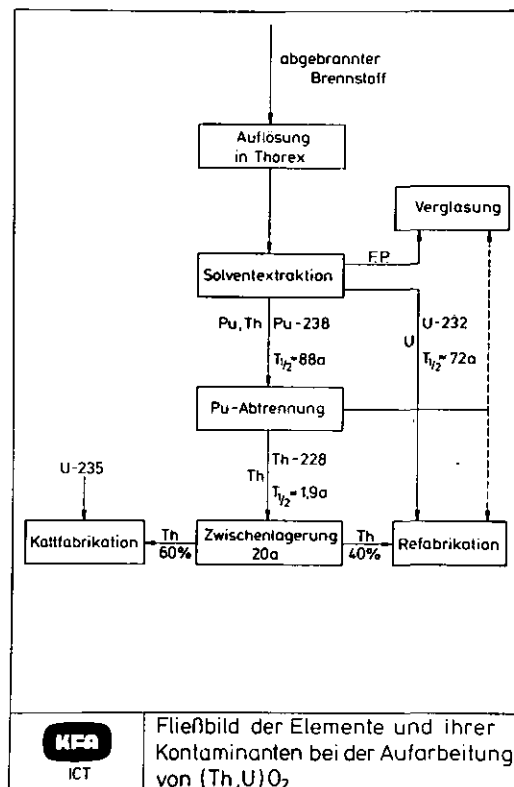 abgebrannter
Brennstoff
Auflösung
in Thorex
Verglasung
F.P.
Solventextraktion
Pu, Th
Pu-238
T1/2≈88a
U
U-232
T1/2≈72a
Pu-Abtrennung
Th
Th-228
T1/2≈1,9a
U-235
Kaltfabrikation
Th
60%
Zwischenlagerung
20a
Th
40%
Refabrikation
KFA
ICT
Fließbild der Elemente und ihrer
Kontaminanten bei der Aufarbeitung
von (Th,U)O2